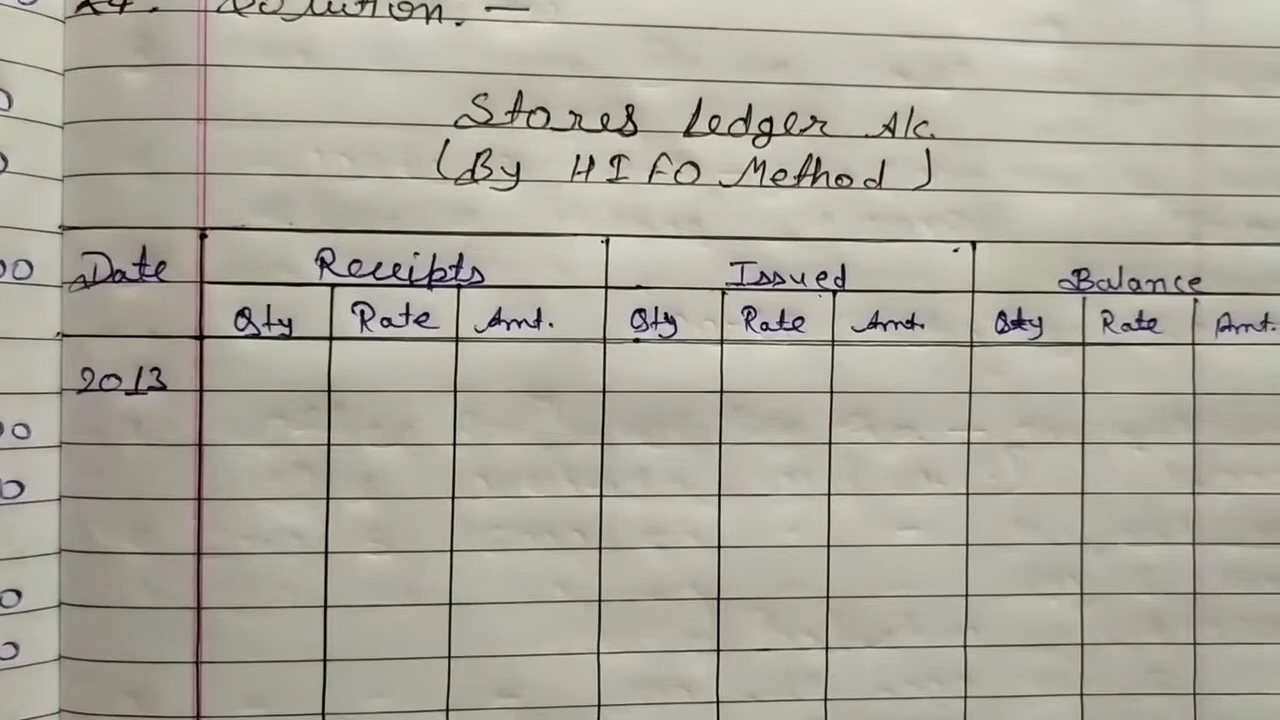 Solution. —
Stores Ledger A/c.
(By HIFO Method)
Date Receipts Issued Balance
Qty Rate Amt. Qty Rate Amt. Qty Rate Amt.
2013